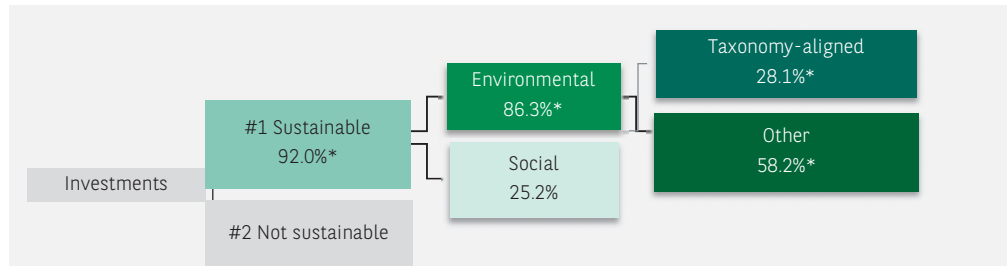 Investments
#1 Sustainable
92.0%*
#2 Not sustainable
Environmental
86.3%*
Social
25.2%
Taxonomy-aligned
28.1%*
Other
58.2%*